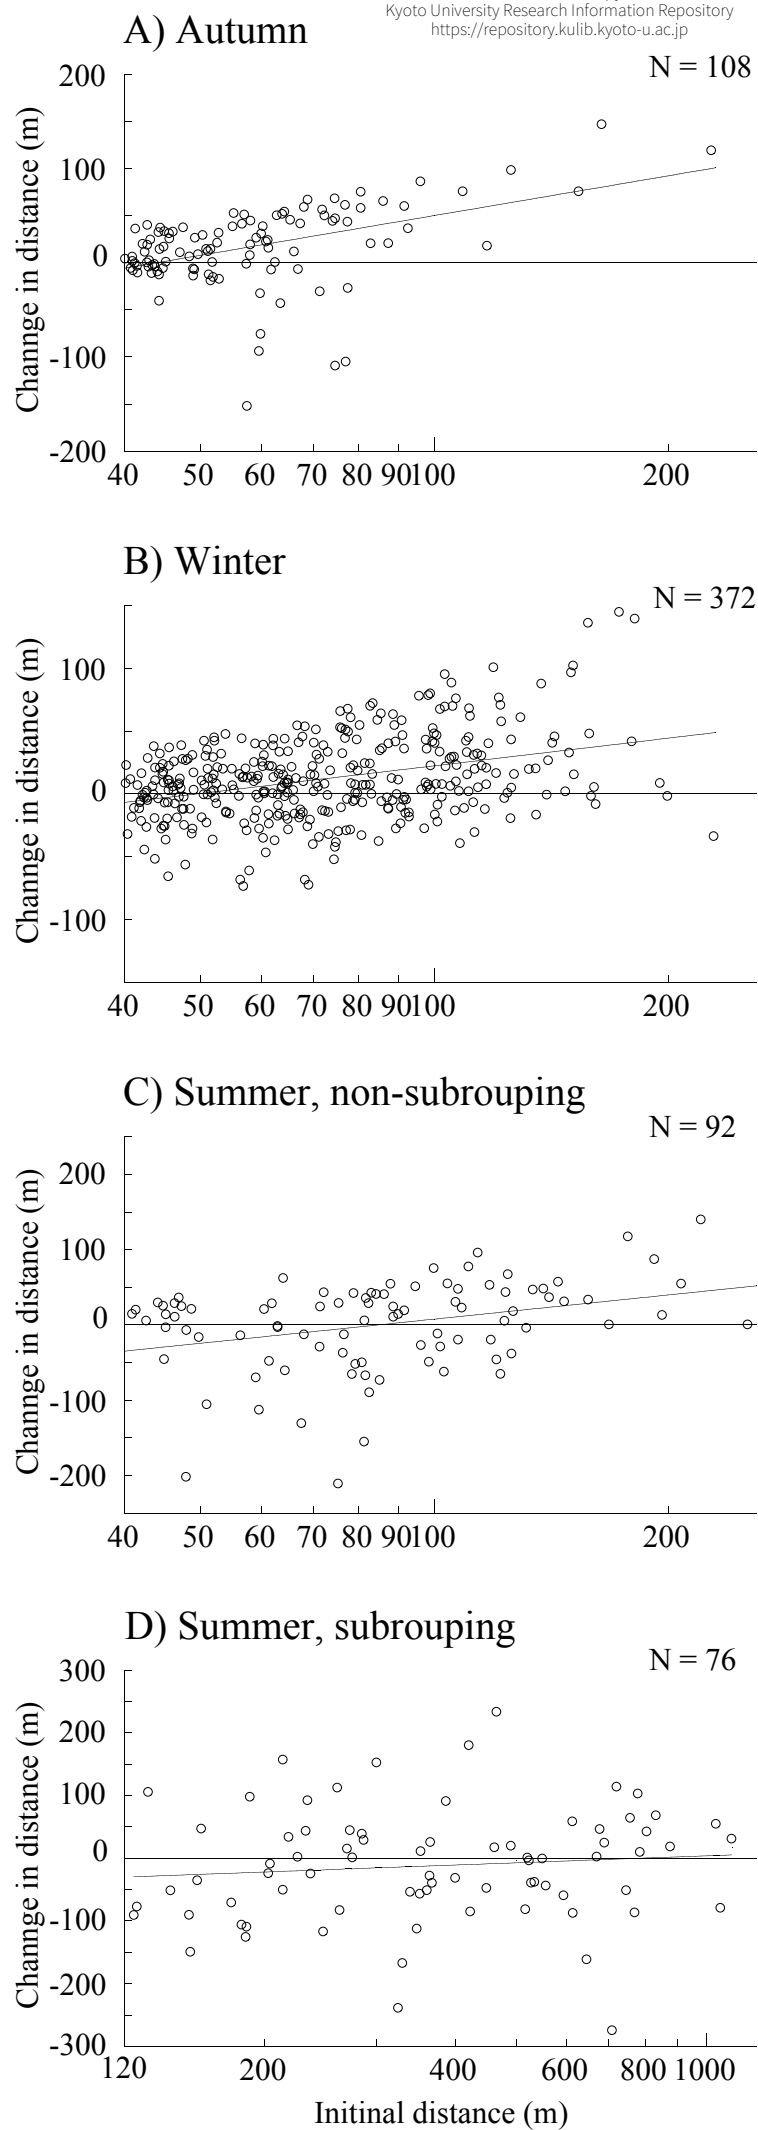 Kyoto University Research Information Repository
https://repository.kulib.kyoto-u.ac.jp
A) Autumn
N = 108
200
100
0
-100
-200
Channge in distance (m)
40 50 60 70 80 90 100 200
B) Winter
N = 372
100
0
-100
Channge in distance (m)
40 50 60 70 80 90 100 200
C) Summer, non-subrouping
N = 92
200
100
0
-100
-200
Channge in distance (m)
40 50 60 70 80 90 100 200
D) Summer, subrouping
N = 76
300
200
100
0
-100
-200
-300
Channge in distance (m)
120 200 400 600 800 1000
Initinal distance (m)